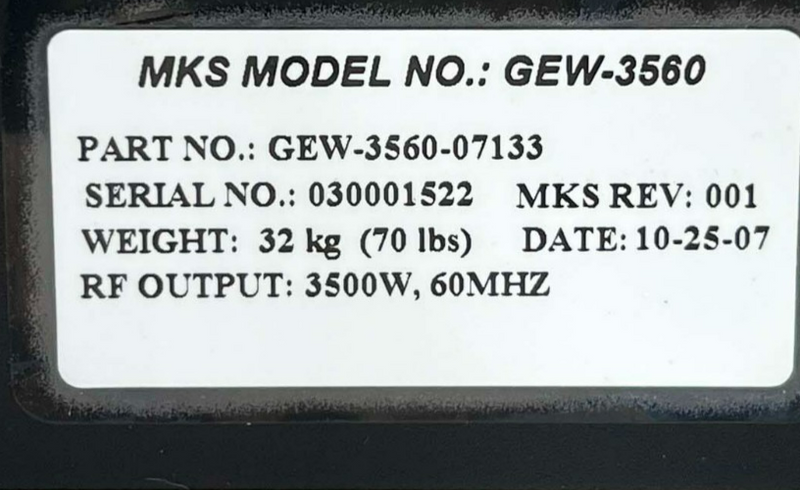 MKS MODEL NO.: GEW-3560
PART NO.: GEW-3560-07133
SERIAL NO.: 030001522 MKS REV: 001
WEIGHT: 32 kg (70 lbs) DATE: 10-25-07
RF OUTPUT: 3500W, 60MHZ